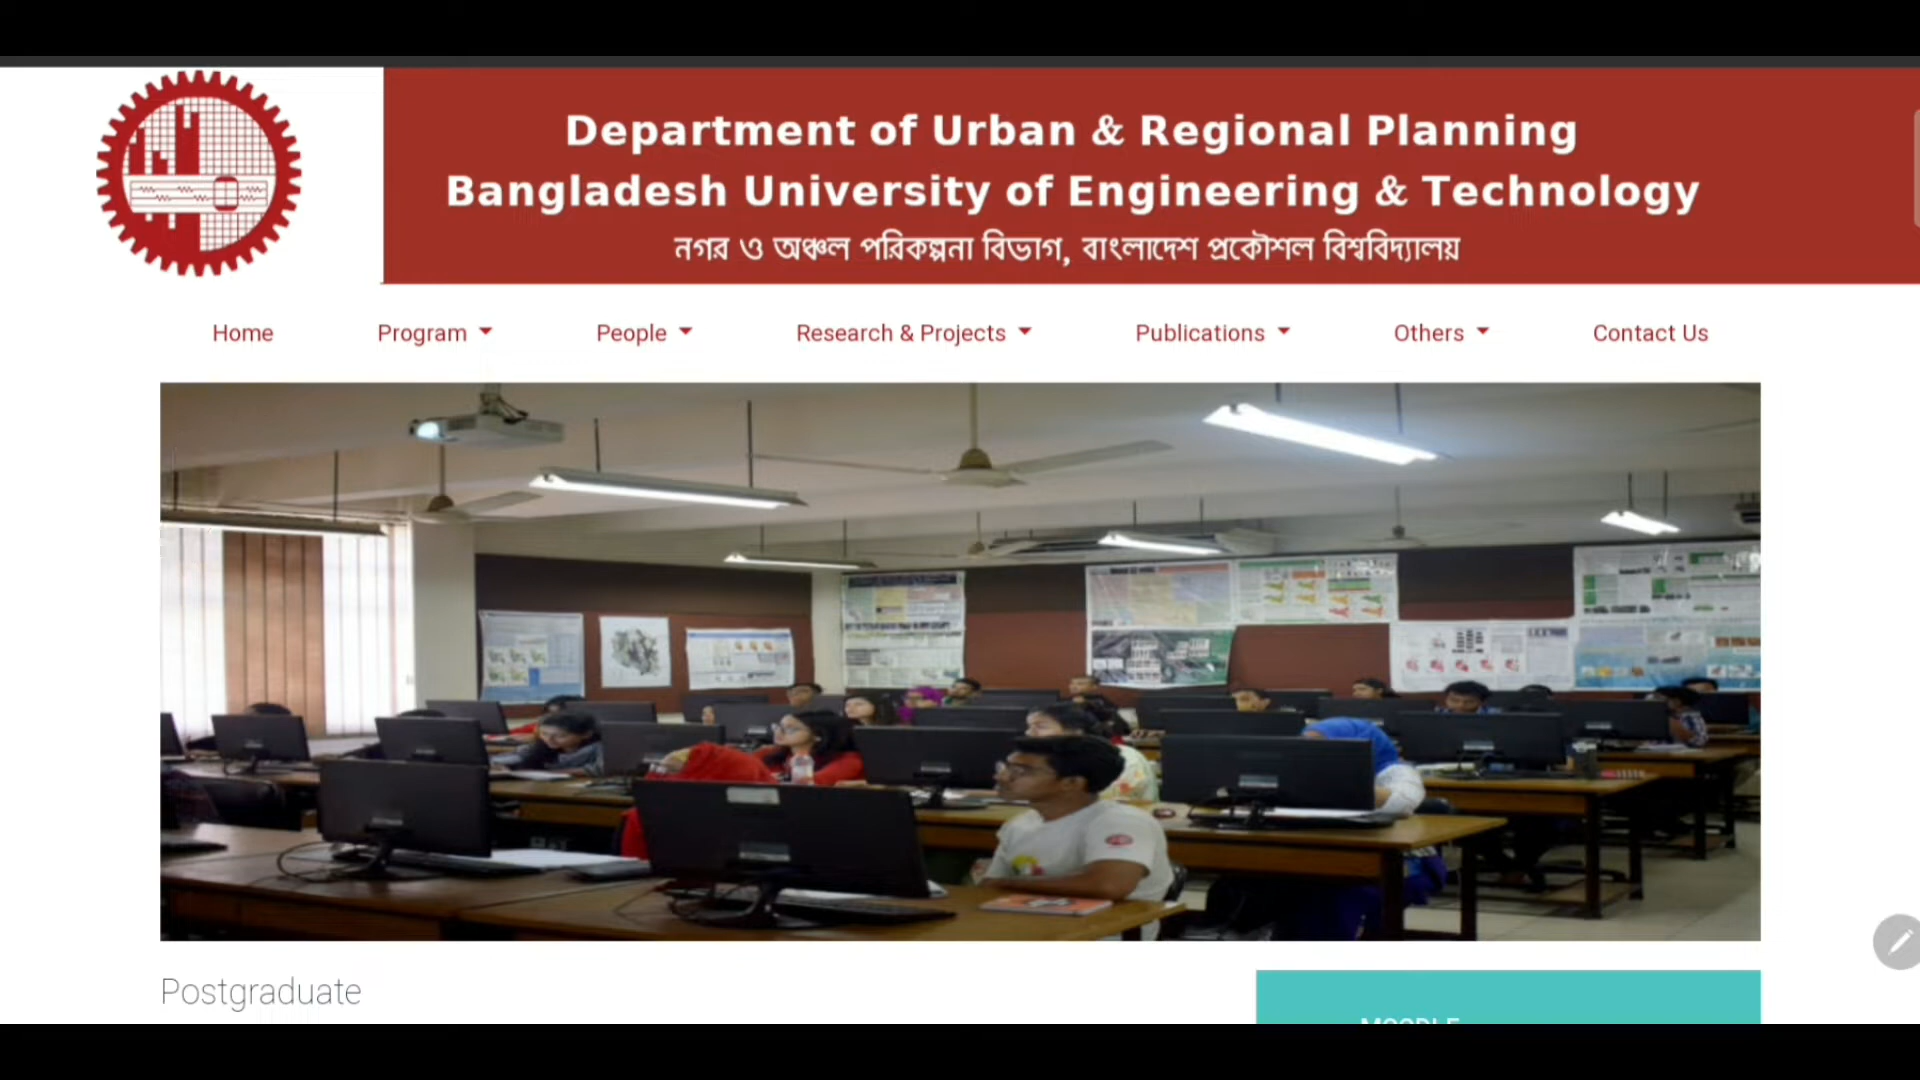 Department of Urban & Regional Planning
Bangladesh University of Engineering & Technology
নগর ও অঞ্চল পরিকল্পনা বিভাগ, বাংলাদেশ প্রকৌশল বিশ্ববিদ্যালয়
Home Program People Research & Projects Publications Others Contact Us
Postgraduate
MOODLE